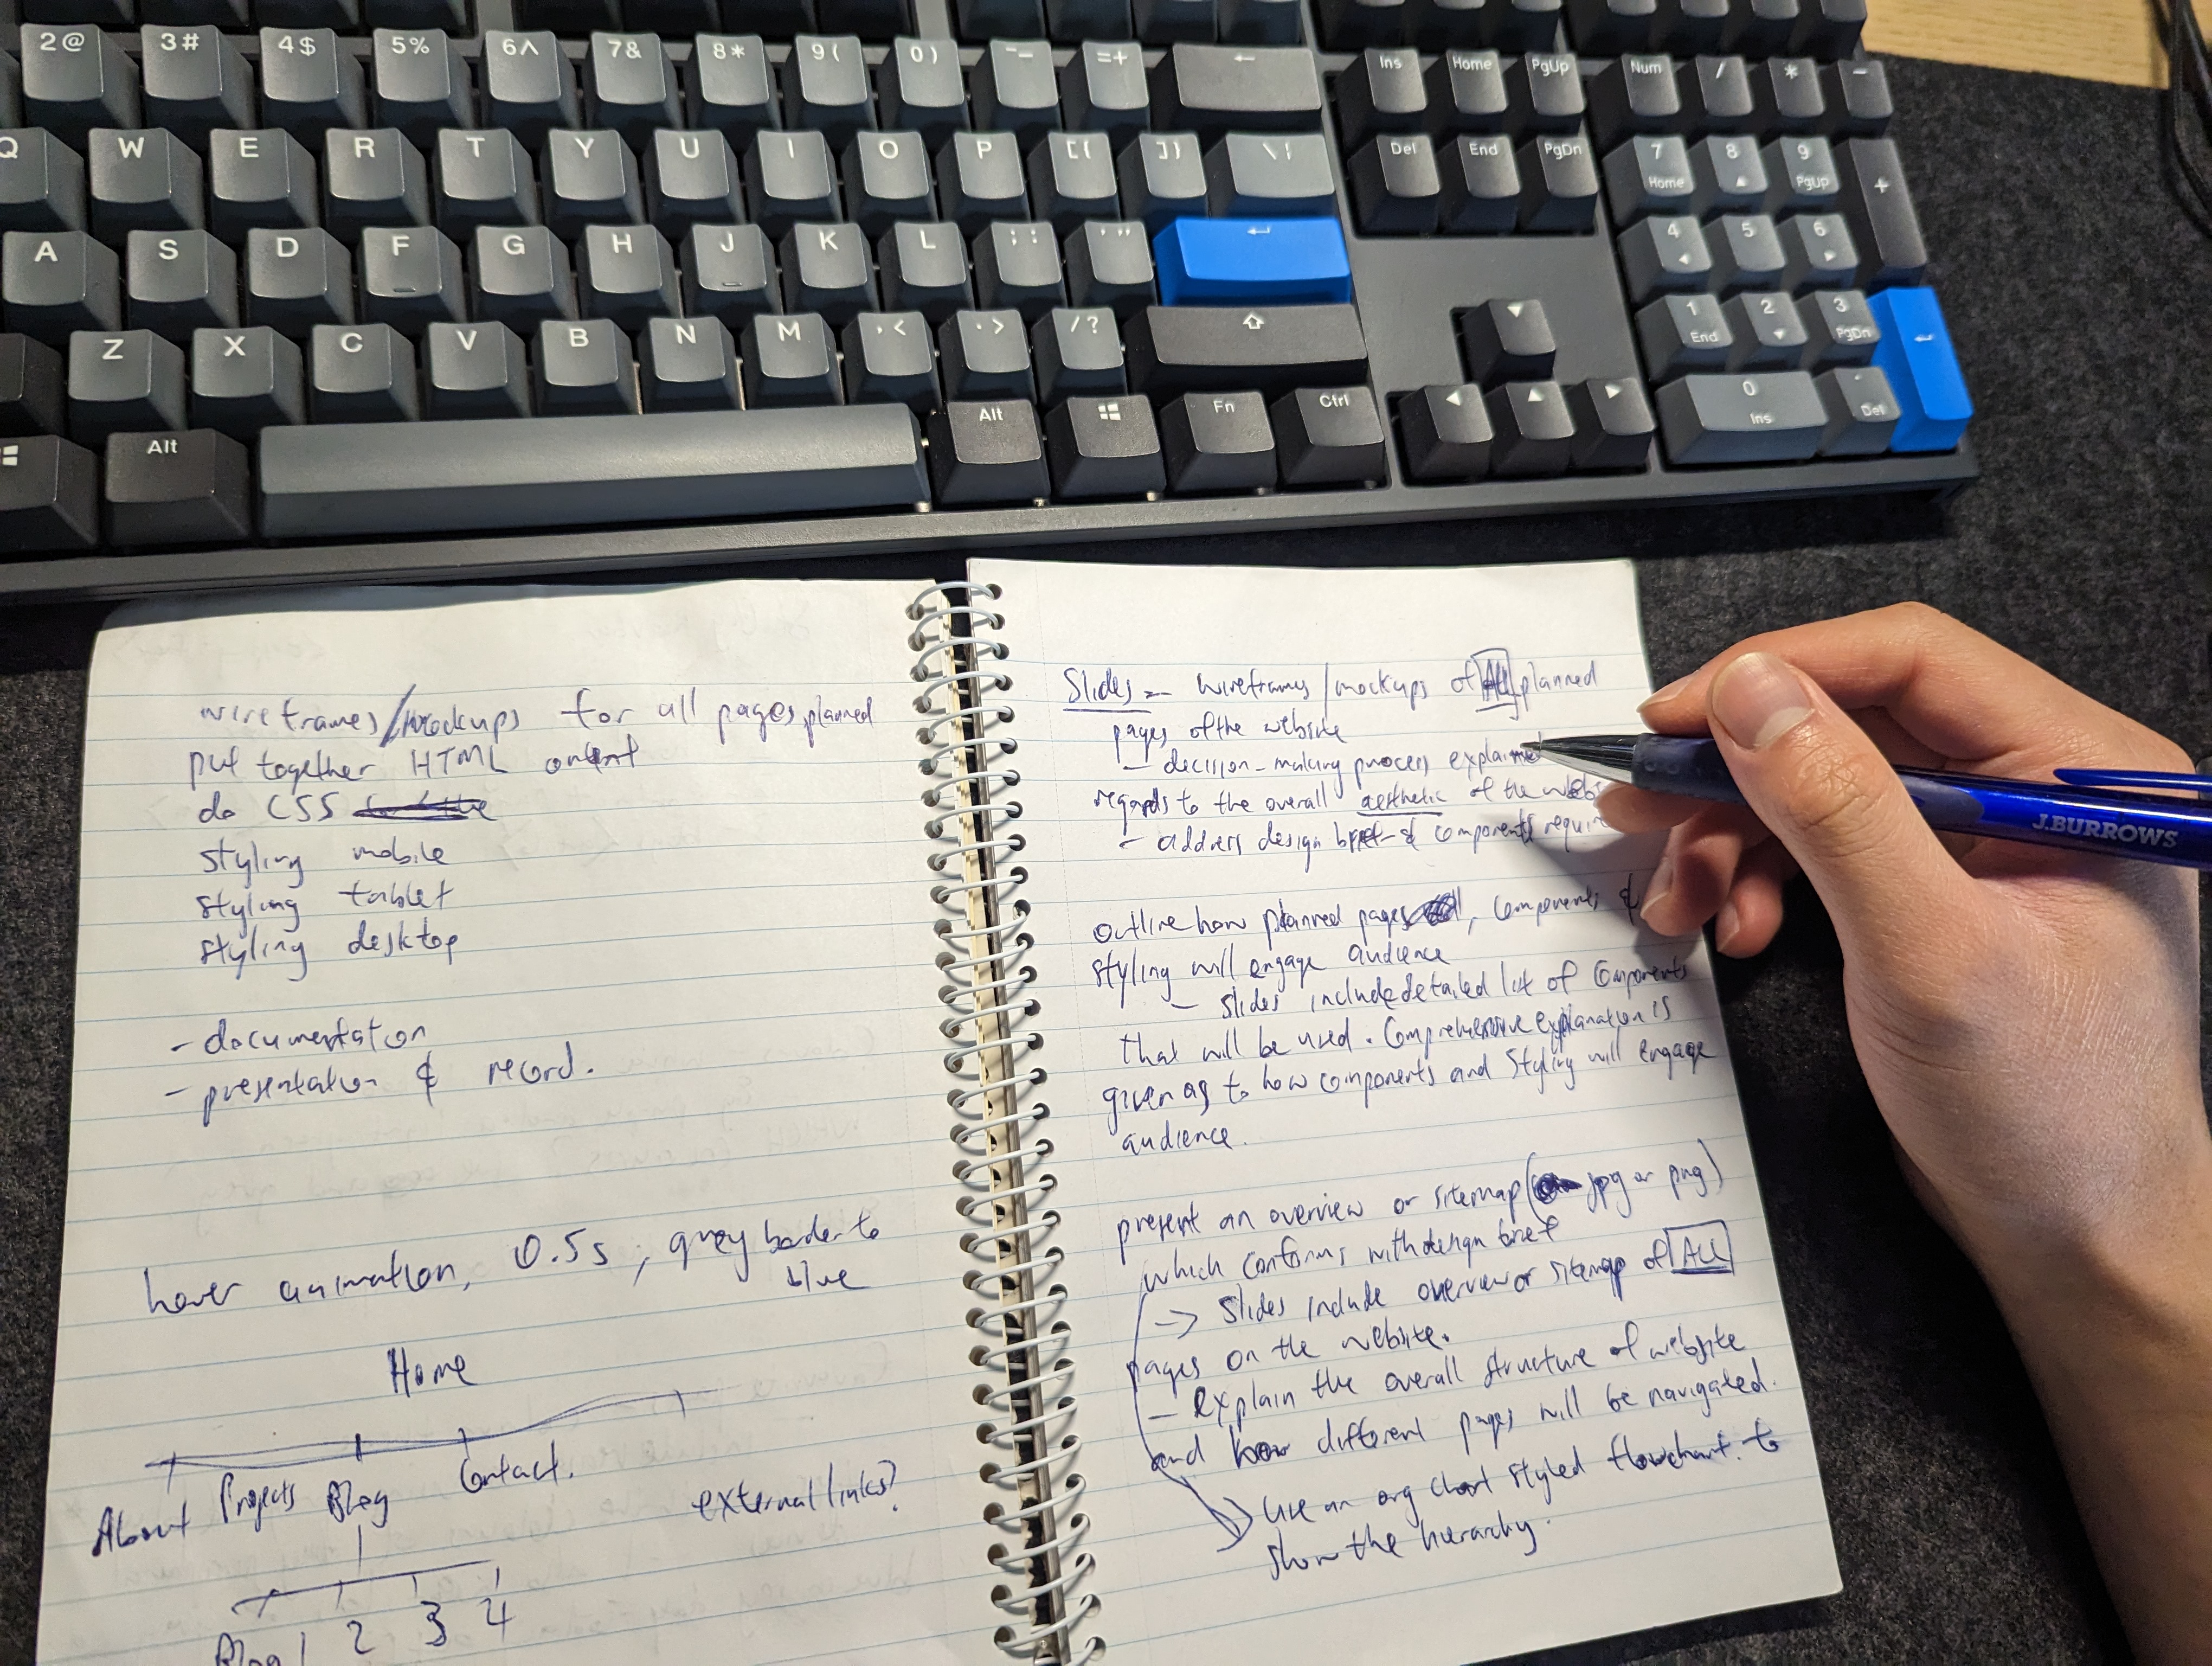 2@ 3# 4$ 5% 6^ 7& 8* 9( 0) -_ =+ ←
Ins Home PgUp
Num / * -
Q W E R T Y U I O P [{ ]} \¦
Del End PgDn
7 Home 8 9 PgUp +
A S D F G H J K L ;: '" 
4 5 6
Z X C V B N M ,< .> /?
1 End 2 3 PgDn
Alt Alt Fn Ctrl
0 Ins . Del
wireframes/mockups for all pages planned
put together HTML content
do CSS
styling mobile
styling tablet
styling desktop
- documentation
- presentation & record.
hover animation, 0.5s, grey border to
blue
Home
About Projects Blog Contact.
external links?
Blog 1 2 3 4
Slides - wireframes/mockups of ALL planned
pages of the website
- decision-making process explained
regards to the overall aesthetic of the
- address design brief & components
outline how planned pages, components &
styling will engage audience
- slides include detailed list of components
that will be used. Comprehensive explanation is
given as to how components and styling will engage
audience.
present an overview or sitemap (jpg or png)
which conforms with design brief
-> slides include overview or sitemap of ALL
pages on the website.
- explain the overall structure of website
and how different pages will be navigated.
use an org chart styled flowchart to
show the hierarchy.
J.BURROWS